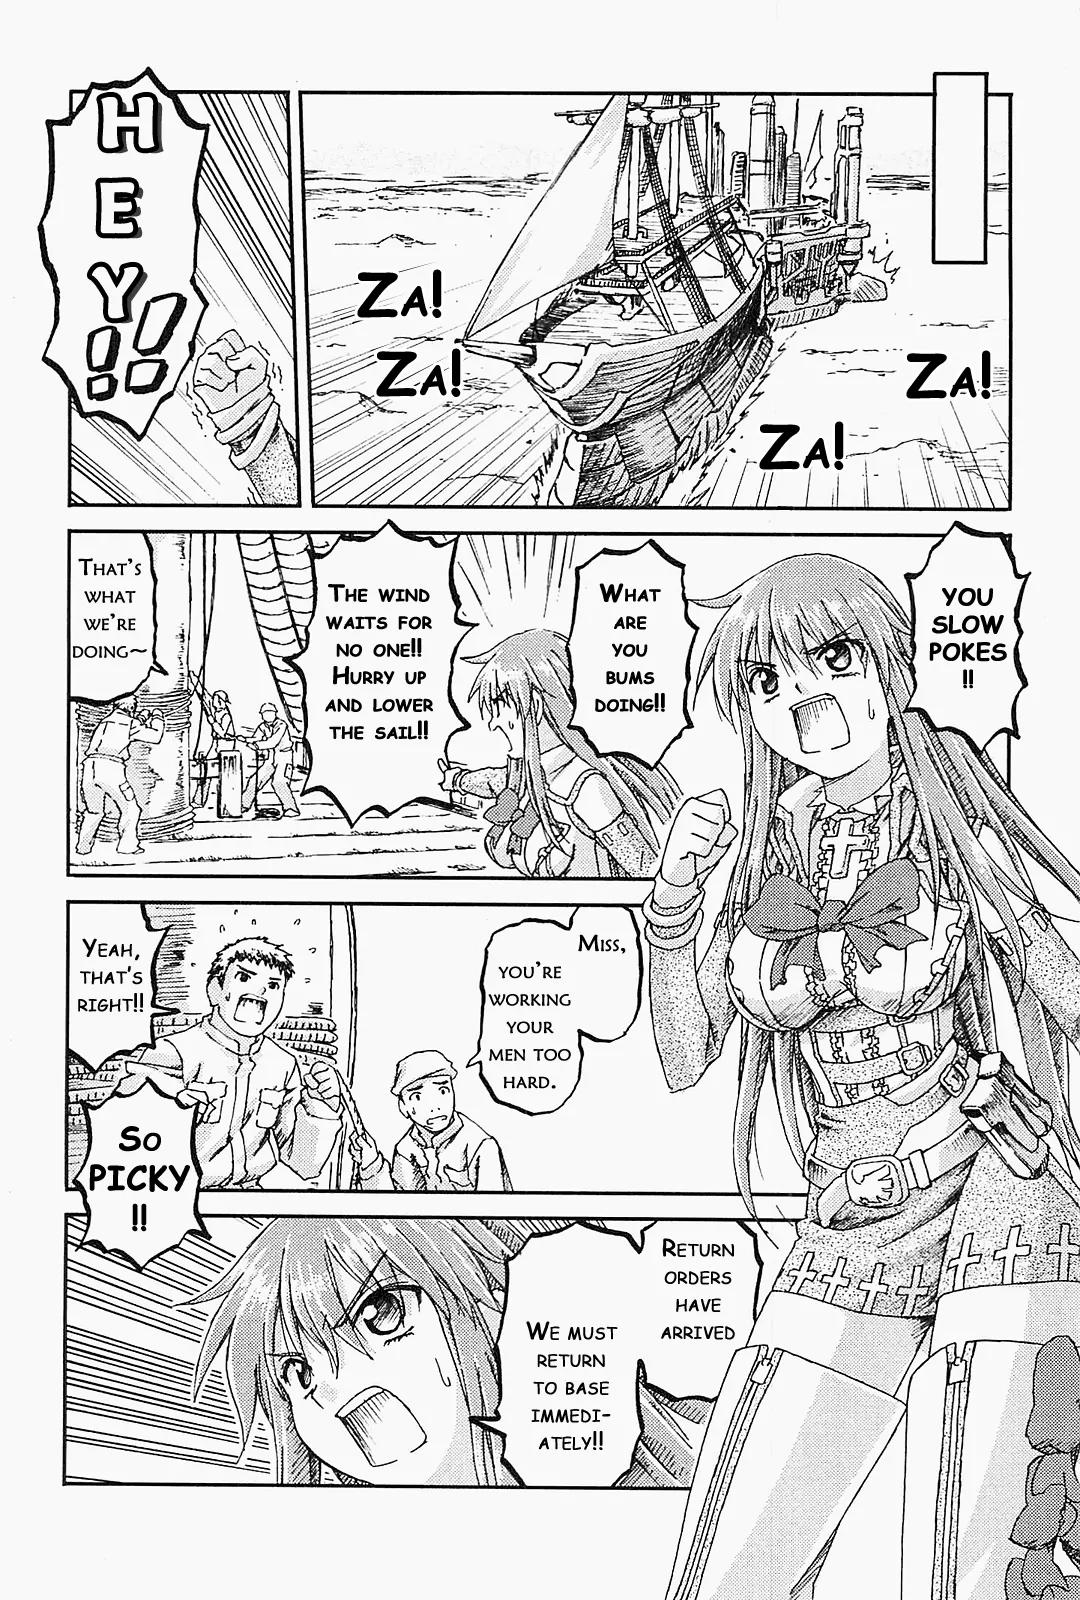 ZA!
ZA!
ZA!
ZA!
HEY!!
YOU
SLOW
POKES
!!
WHAT
ARE
YOU
BUMS
DOING!!
THE WIND
WAITS FOR
NO ONE!!
HURRY UP
AND LOWER
THE SAIL!!
THAT'S
WHAT
WE'RE
DOING~
MISS,
YOU'RE
WORKING
YOUR
MEN TOO
HARD.
YEAH,
THAT'S
RIGHT!!
SO
PICKY
!!
RETURN
ORDERS
HAVE
ARRIVED
WE MUST
RETURN
TO BASE
IMMEDI-
ATELY!!